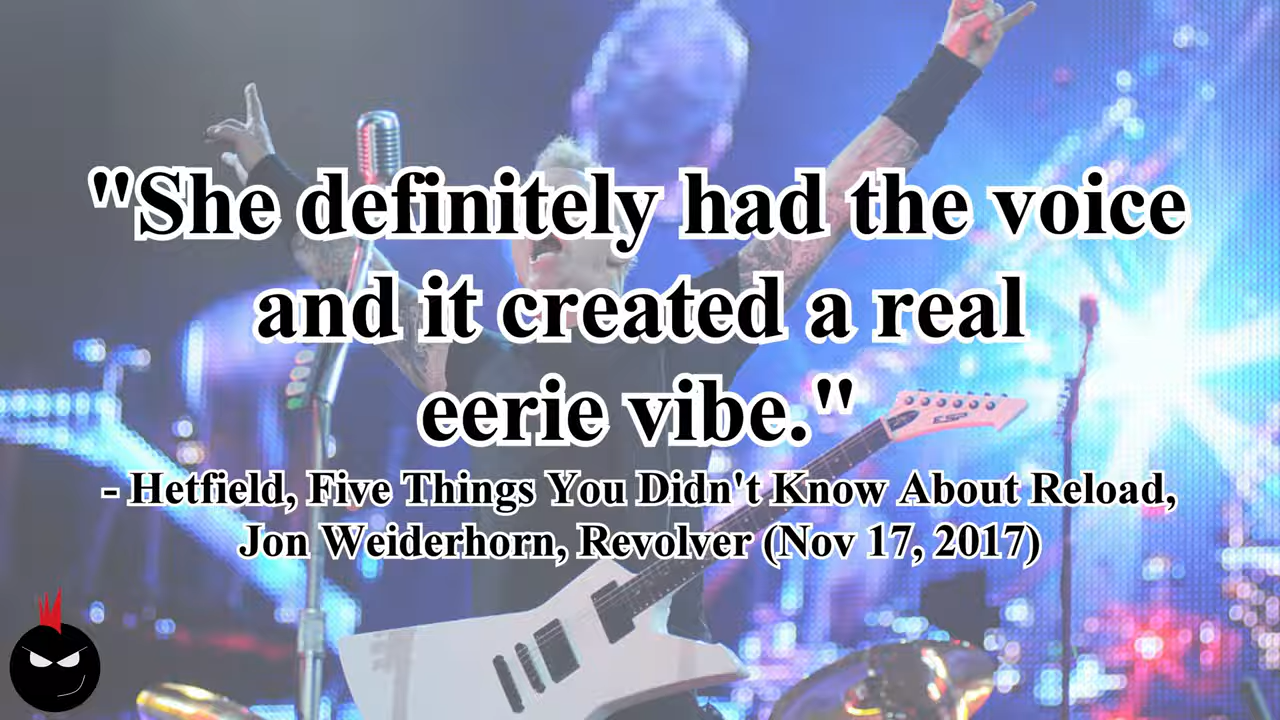 "She definitely had the voice
and it created a real
eerie vibe."
- Hetfield, Five Things You Didn't Know About Reload,
Jon Weiderhorn, Revolver (Nov 17, 2017)
ESP